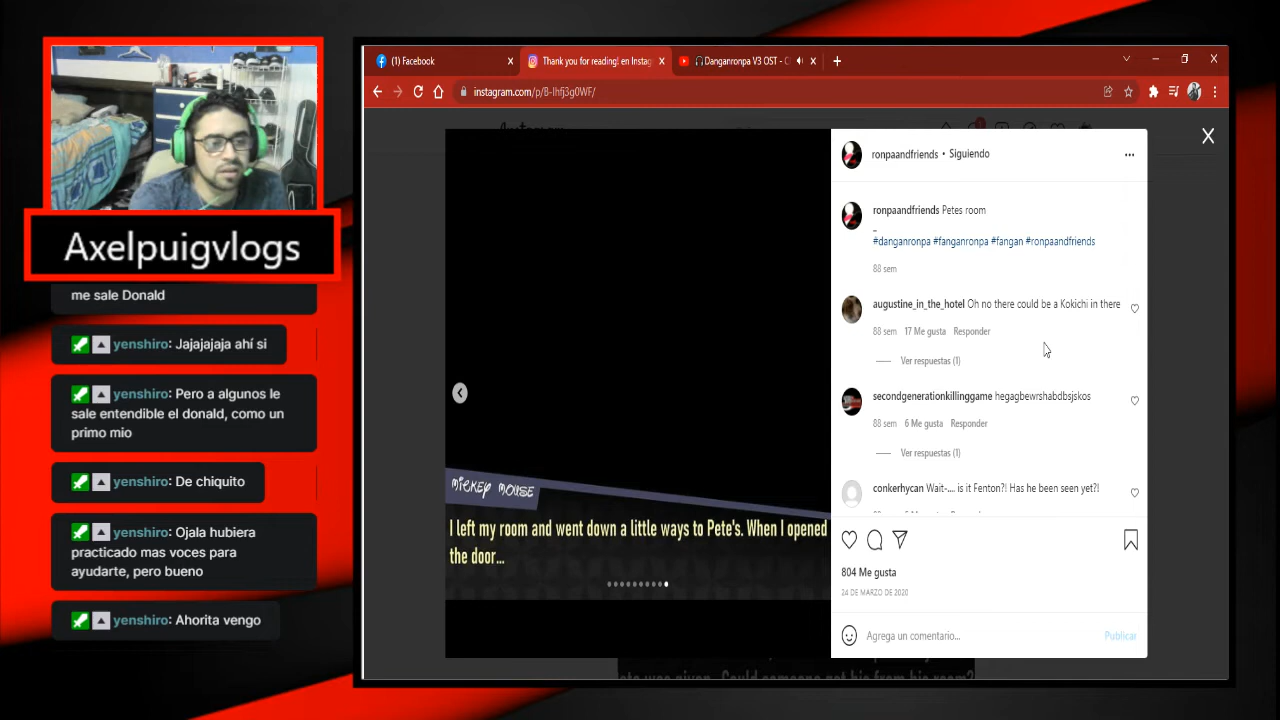 Axelpuigvlogs
me sale Donald
yenshiro: Jajajajaja ahí si
yenshiro: Pero a algunos le
sale entendible el donald, como un
primo mio
yenshiro: De chiquito
yenshiro: Ojala hubiera
practicado mas voces para
ayudarte, pero bueno
yenshiro: Ahorita vengo
(1) Facebook
Thank you for reading! en Instag
Danganronpa V3 OST - C
instagram.com/p/B-Ihfj3g0WF/
MICKEY MOUSE
I left my room and went down a little ways to Pete's. When I opened
the door...
ronpaandfriends • Siguiendo
ronpaandfriends Petes room
_
#danganronpa #fanganronpa #fangan #ronpaandfriends
88 sem
augustine_in_the_hotel Oh no there could be a Kokichi in there
88 sem 17 Me gusta Responder
Ver respuestas (1)
secondgenerationkillinggame hegagbewrshabdbsjskos
88 sem 6 Me gusta Responder
Ver respuestas (1)
conkerhycan Wait-.... is it Fenton?! Has he been seen yet?!
804 Me gusta
24 DE MARZO DE 2020
Agrega un comentario...
Publicar